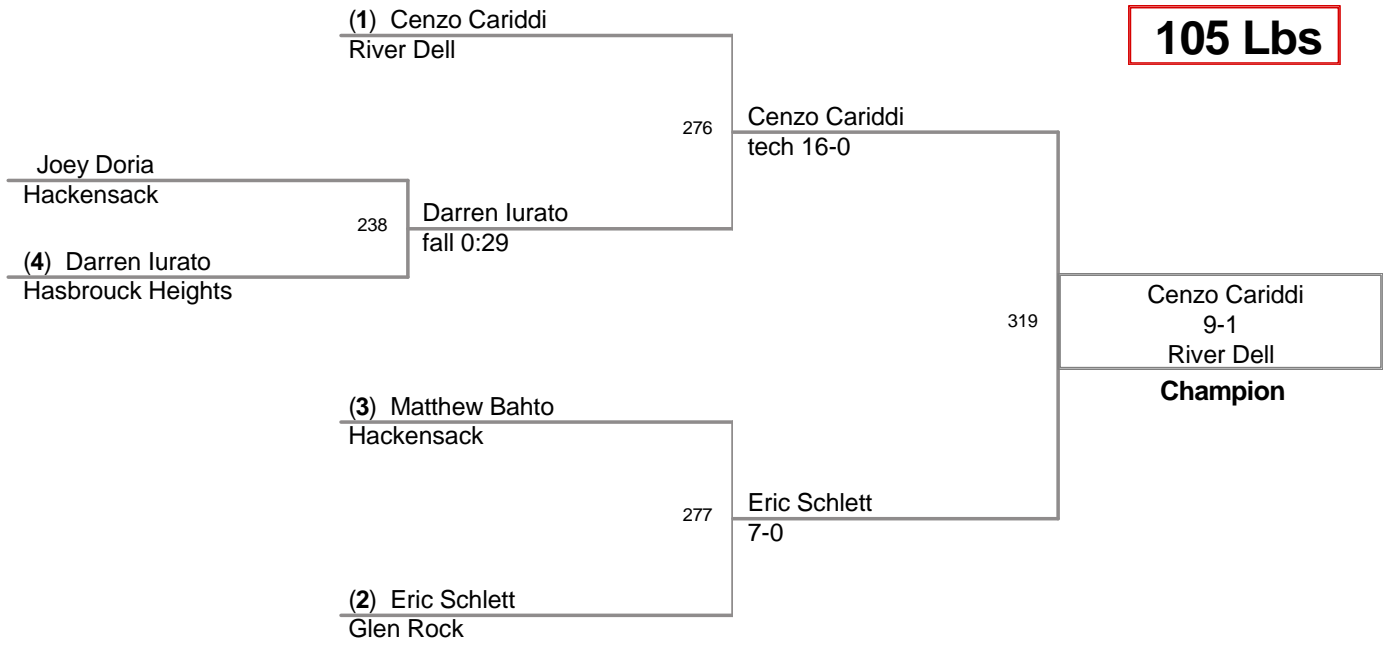 (1) Cenzo Cariddi
River Dell
105 Lbs
276
Cenzo Cariddi
tech 16-0
Joey Doria
Hackensack
238
Darren Iurato
fall 0:29
(4) Darren Iurato
Hasbrouck Heights
319
Cenzo Cariddi
9-1
River Dell
Champion
(3) Matthew Bahto
Hackensack
277
Eric Schlett
7-0
(2) Eric Schlett
Glen Rock